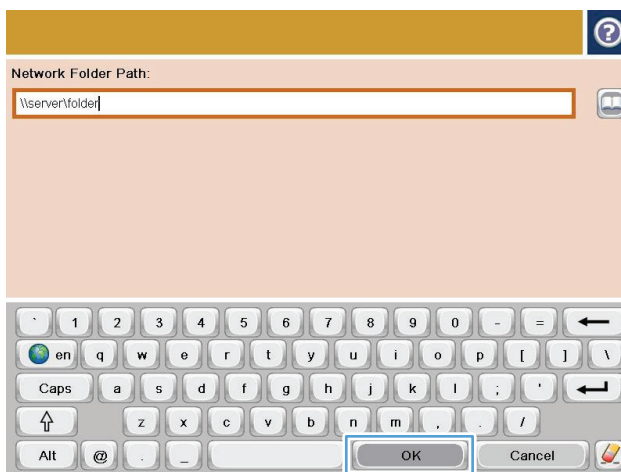 ?
Network Folder Path:
\\server\folder
` 1 2 3 4 5 6 7 8 9 0 - =
en q w e r t y u i o p [ ] \
Caps a s d f g h j k l ; '
z x c v b n m , . /
Alt @ . _ OK Cancel